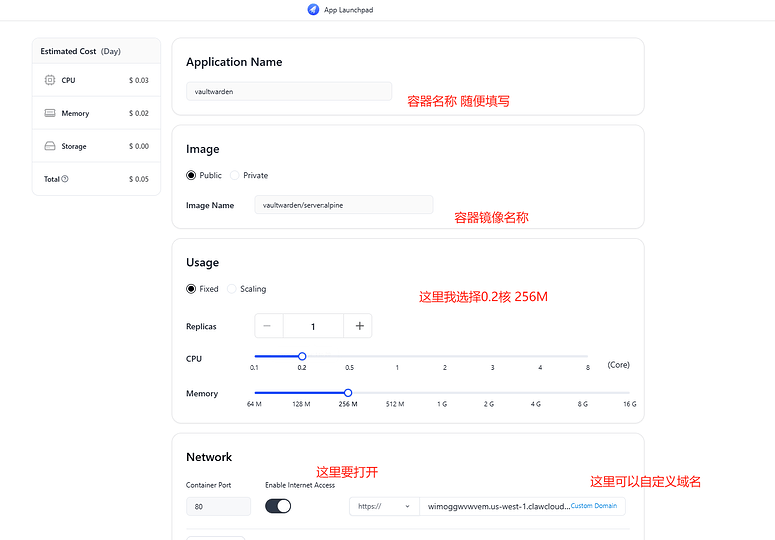 App Launchpad
Estimated Cost (Day)
CPU $ 0.03
Memory $ 0.02
Storage $ 0.00
Total $ 0.05
Application Name
vaultwarden
容器名称 随便填写
Image
Public Private
Image Name vaultwarden/server:alpine
容器镜像名称
Usage
Fixed Scaling
这里我选择0.2核 256M
Replicas 1
CPU
0.1 0.2 0.5 1 2 3 4 8 (Core)
Memory
64 M 128 M 256 M 512 M 1 G 2 G 4 G 8 G 16 G
Network
这里要打开
这里可以自定义域名
Container Port Enable Internet Access
80 https:// wimoggwvwvem.us-west-1.clawcloud... Custom Domain